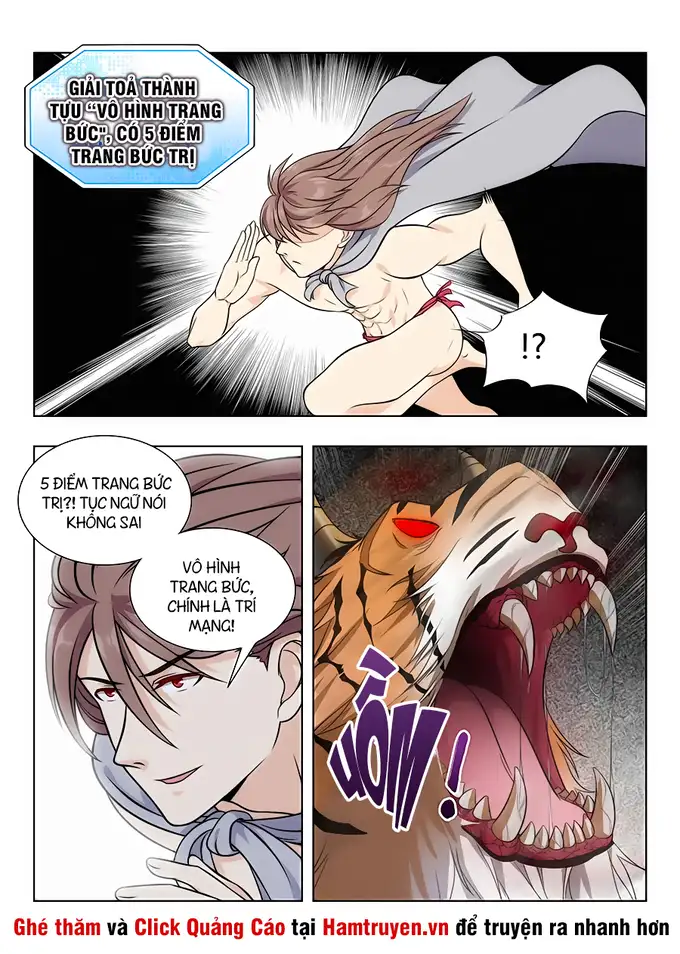 GIẢI TOẢ THÀNH
TỰU "VÔ HÌNH TRANG
BỨC", CÓ 5 ĐIỂM
TRANG BỨC TRỊ
!?
5 ĐIỂM TRANG BỨC
TRỊ?! TỤC NGỮ NÓI
KHÔNG SAI
VÔ HÌNH
TRANG BỨC,
CHÍNH LÀ TRÍ
MẠNG!
UỒM!
Ghé thăm và Click Quảng Cáo tại Hamtruyen.vn để truyện ra nhanh hơn